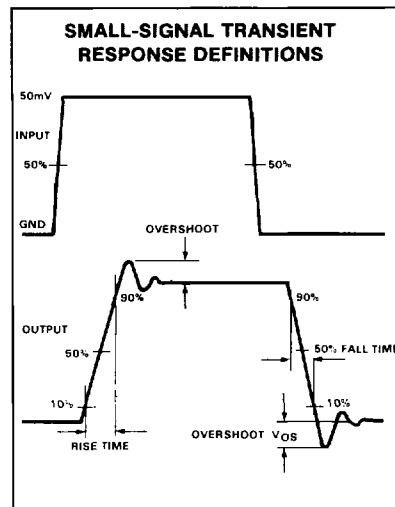 SMALL-SIGNAL TRANSIENT
RESPONSE DEFINITIONS
50mV
INPUT
50%
50%
GND
OVERSHOOT
90%
90%
OUTPUT
50%
50% FALL TIME
10%
10%
RISE TIME
OVERSHOOT VOS